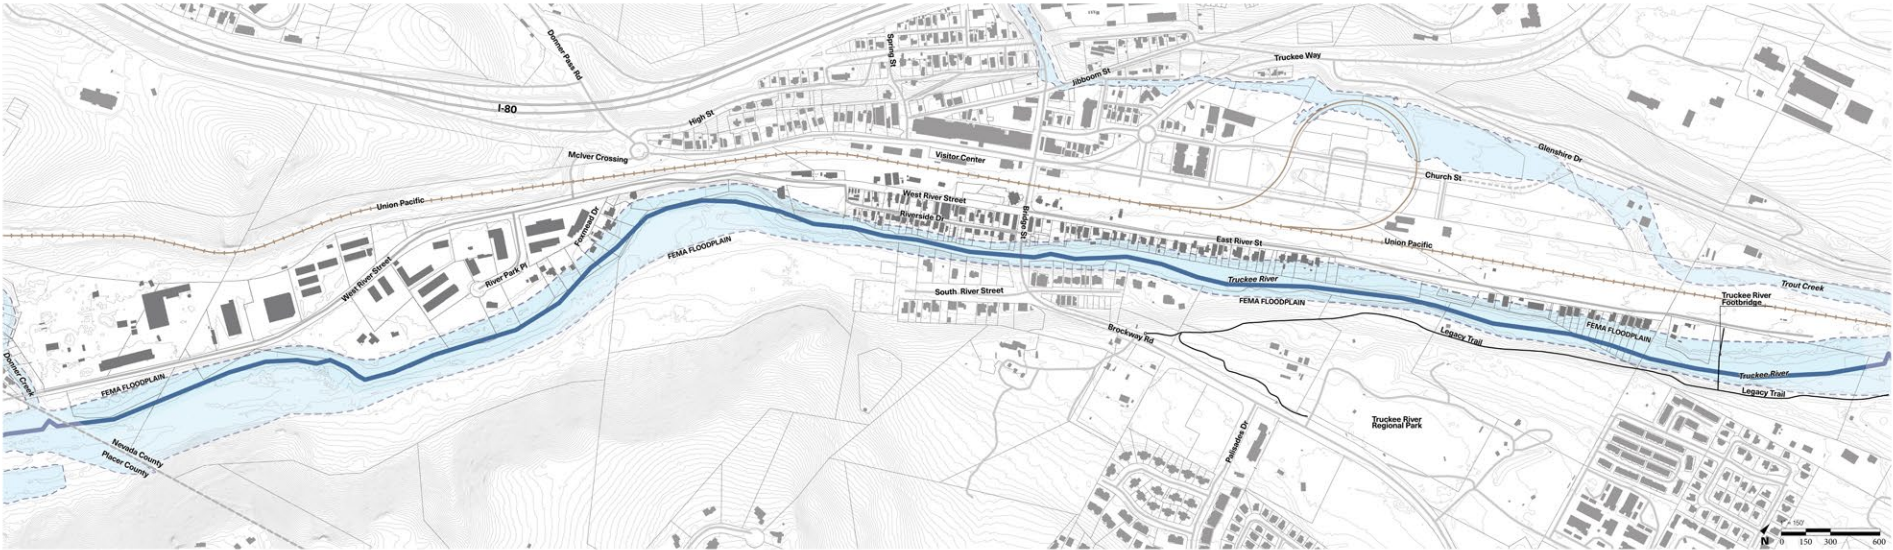 Donner Pass Rd
I-80
Spring St
Jibboom St
Truckee Way
High St
McIver Crossing
Visitor Center
Glenshire Dr
Church St
Union Pacific
West River Street
Riverside Dr
Bridge St
Foxmead Dr
FEMA FLOODPLAIN
East River St
Union Pacific
West River Street
River Park Pl
South River Street
Truckee River
FEMA FLOODPLAIN
Trout Creek
Truckee River
Footbridge
Brockway Rd
Legacy Trail
FEMA FLOODPLAIN
Donner Creek
FEMA FLOODPLAIN
Truckee River
Legacy Trail
Truckee River
Regional Park
Palisades Dr
Nevada County
Placer County
N
1" = 150'
0 150 300 600